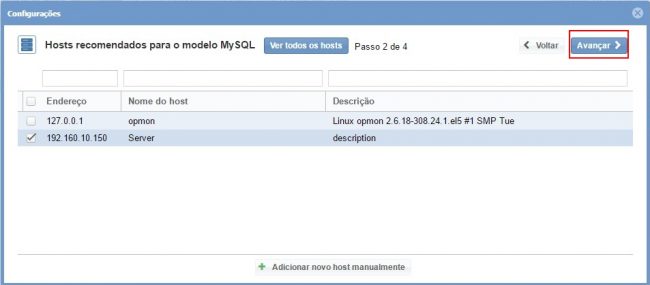 Configurações
Hosts recomendados para o modelo MySQL Ver todos os hosts Passo 2 de 4 Voltar Avançar
Endereço Nome do host Descrição
127.0.0.1 opmon Linux opmon 2.6.18-308.24.1.el5 #1 SMP Tue
192.160.10.150 Server description
Adicionar novo host manualmente